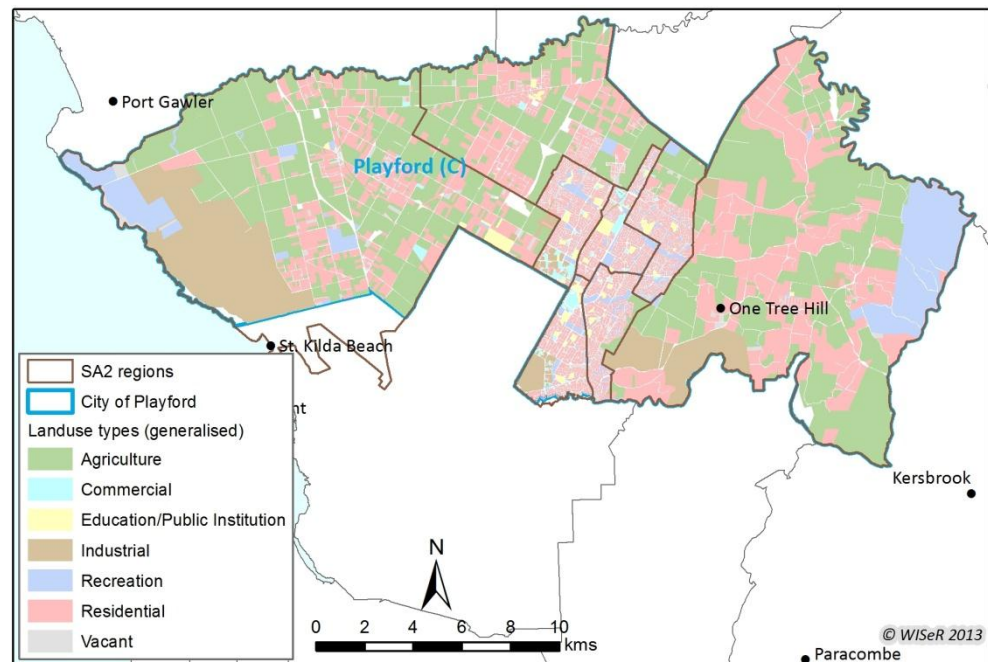 Port Gawler
Playford (C)
One Tree Hill
St. Kilda Beach
SA2 regions
City of Playford
nt
Landuse types (generalised)
Agriculture
Commercial
Education/Public Institution
Industrial
Recreation
Residential
Vacant
Kersbrook
N
0 2 4 6 8 10
kms
© WISeR 2013
Paracombe